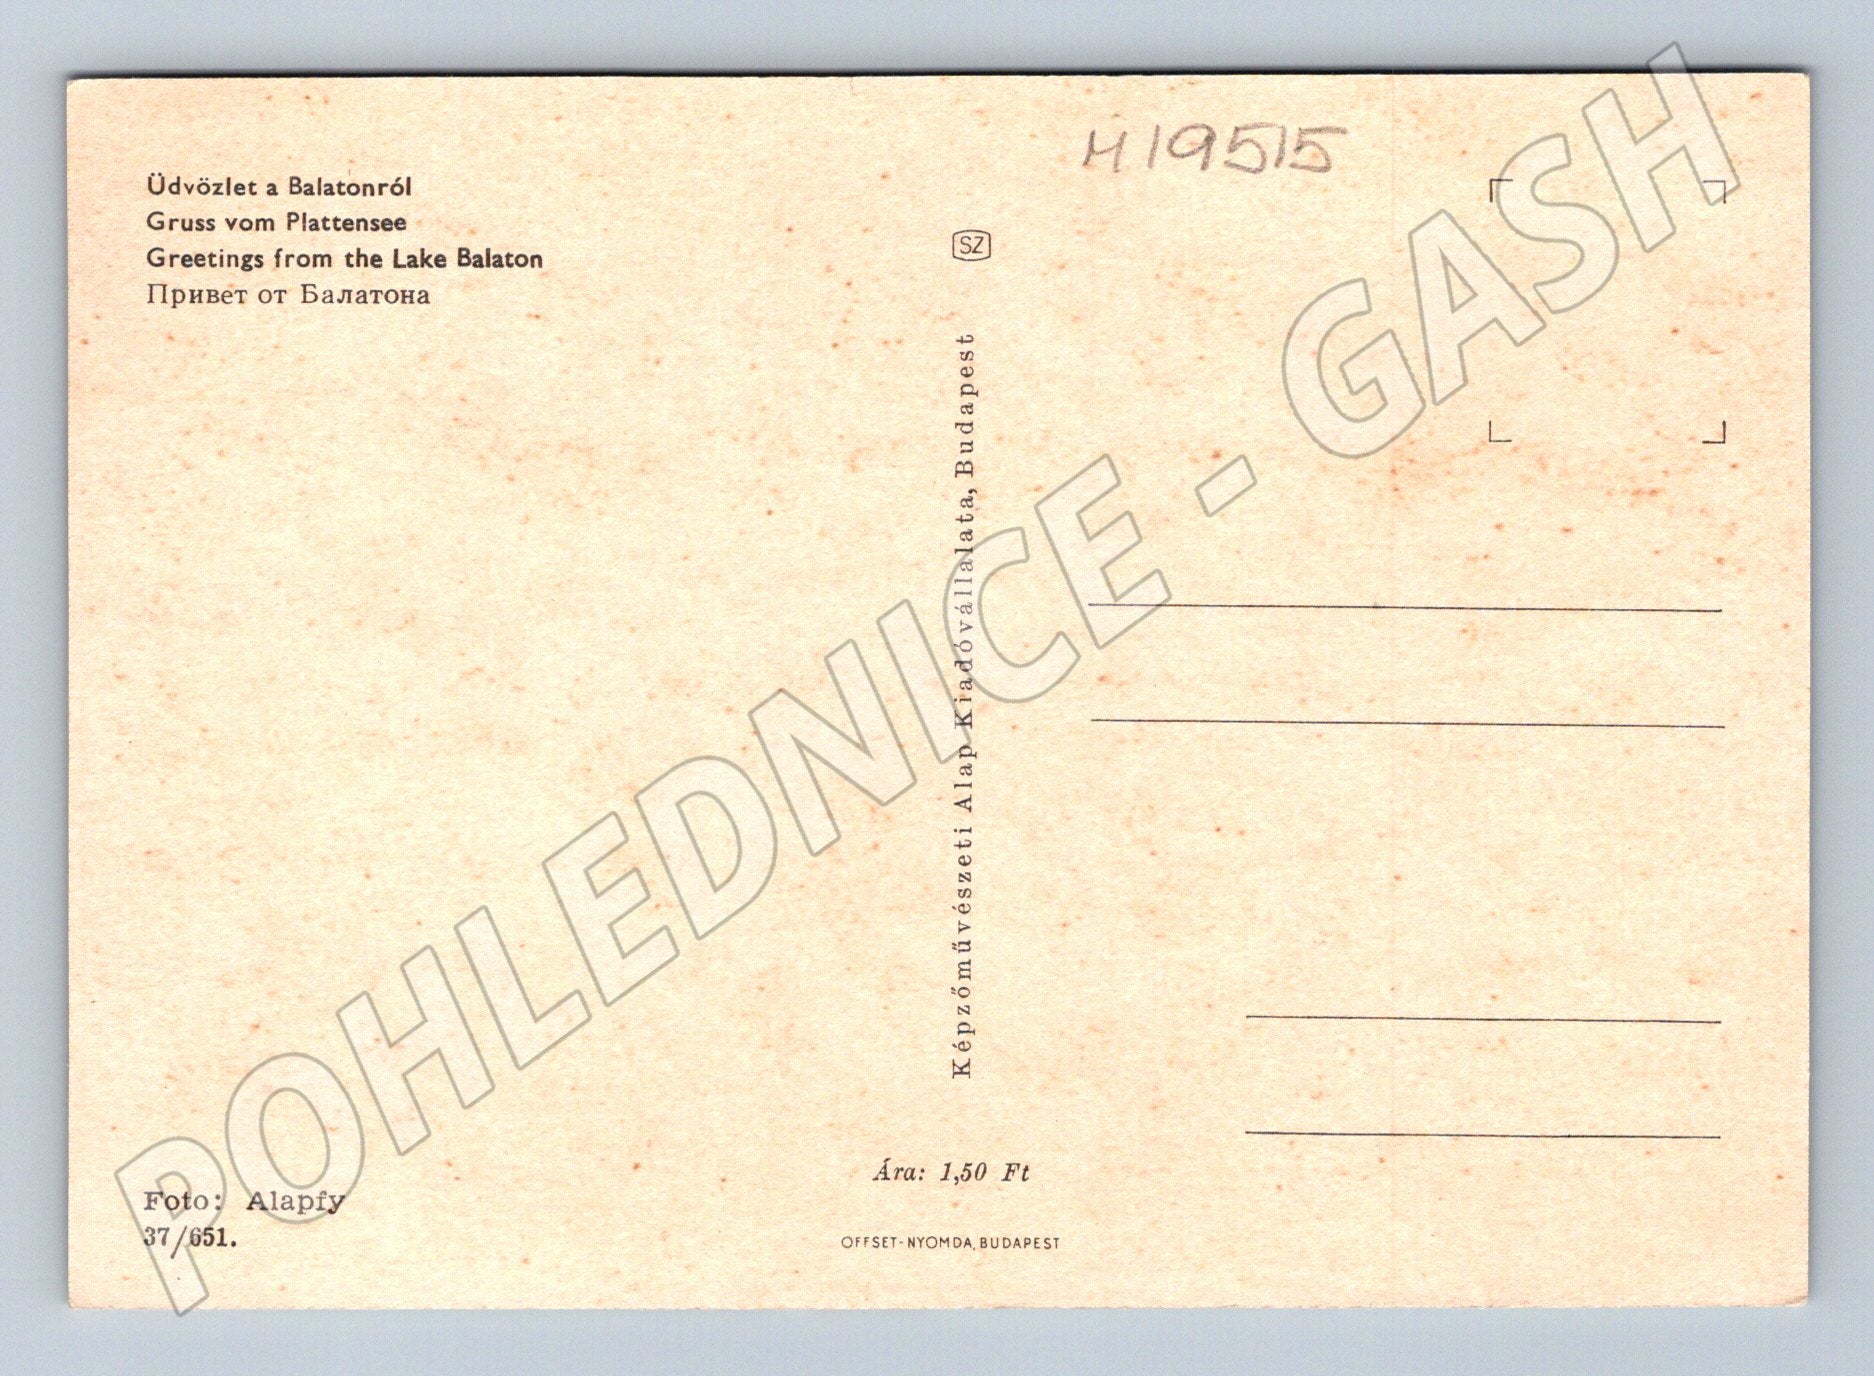 H19515
Üdvözlet a Balatonról
Gruss vom Plattensee
Greetings from the Lake Balaton
Привет от Балатона
SZ
Képzőművészeti Alap Kiadóvállalata, Budapest
POHLEDNICE - GASH
Ára: 1,50 Ft
Foto: Alapfy
37/651.
OFFSET-NYOMDA, BUDAPEST